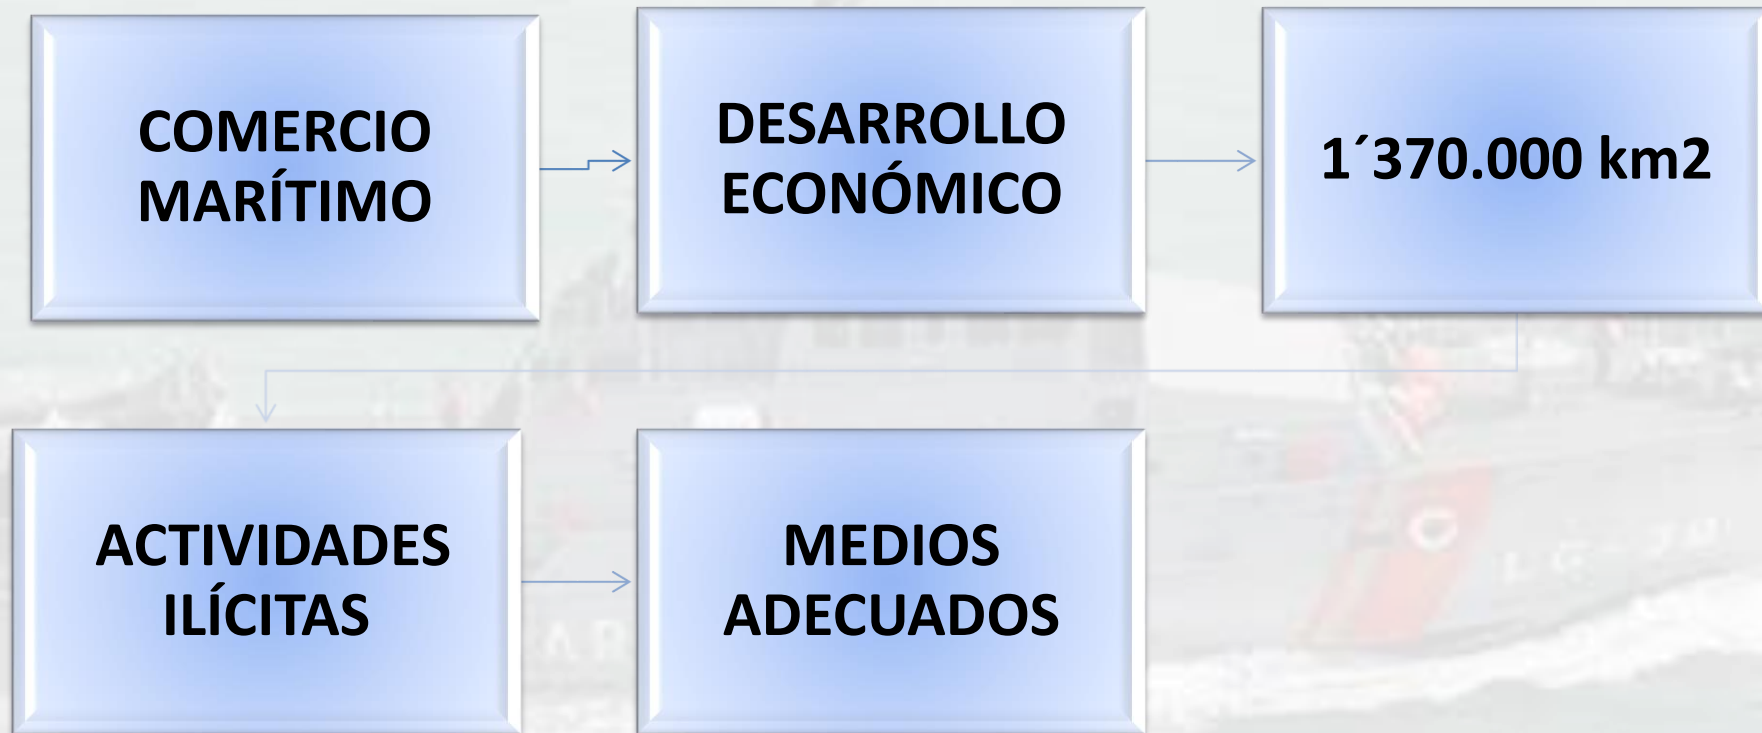 COMERCIO
MARÍTIMO
DESARROLLO
ECONÓMICO
1´370.000 km2
ACTIVIDADES
ILÍCITAS
MEDIOS
ADECUADOS